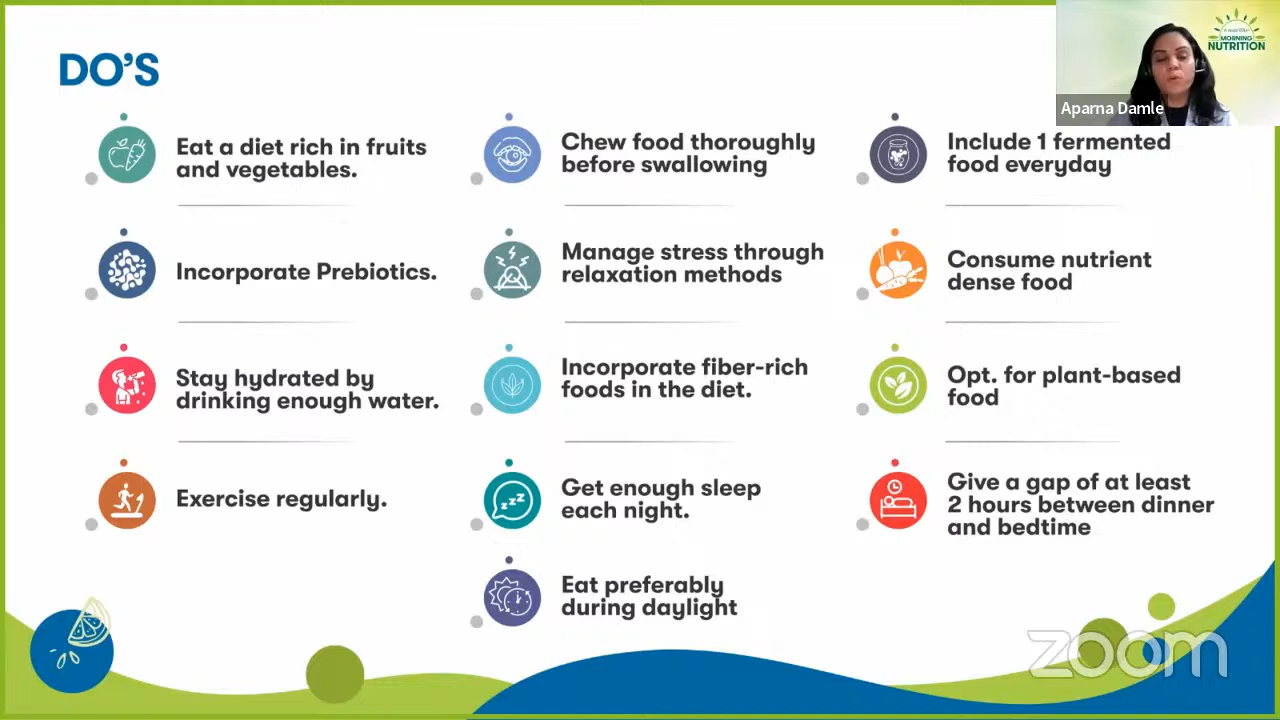 DO'S
MORNING
NUTRITION
Aparna Damle
Eat a diet rich in fruits
and vegetables.
Chew food thoroughly
before swallowing
Include 1 fermented
food everyday
Incorporate Prebiotics.
Manage stress through
relaxation methods
Consume nutrient
dense food
Stay hydrated by
drinking enough water.
Incorporate fiber-rich
foods in the diet.
Opt. for plant-based
food
Exercise regularly.
Get enough sleep
each night.
Give a gap of at least
2 hours between dinner
and bedtime
Eat preferably
during daylight
zoom